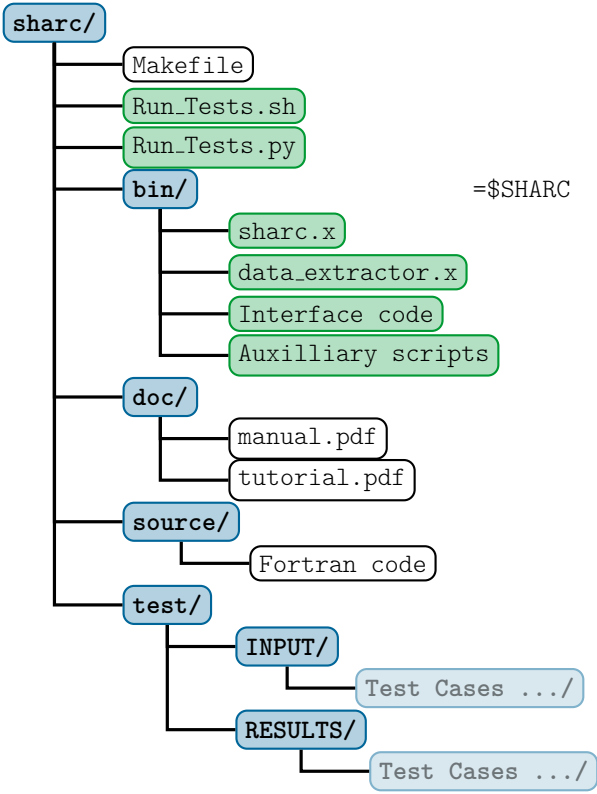 sharc/
Makefile
Run_Tests.sh
Run_Tests.py
bin/ =$SHARC
sharc.x
data_extractor.x
Interface code
Auxilliary scripts
doc/
manual.pdf
tutorial.pdf
source/
Fortran code
test/
INPUT/
Test Cases .../
RESULTS/
Test Cases .../